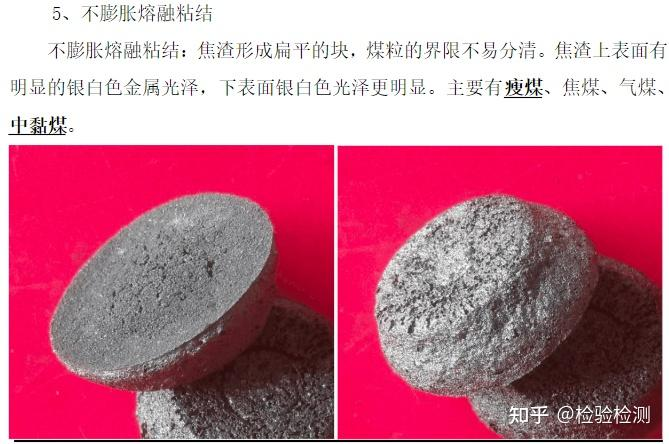 5、不膨胀熔融粘结
不膨胀熔融粘结：焦渣形成扁平的块，煤粒的界限不易分清。焦渣上表面有
明显的银白色金属光泽，下表面银白色光泽更明显。主要有瘦煤、焦煤、气煤、
中黏煤。
知乎 @检验检测